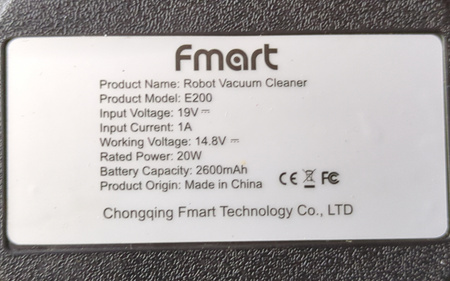 Fmart
Product Name: Robot Vacuum Cleaner
Product Model: E200
Input Voltage: 19V⎓
Input Current: 1A
Working Voltage: 14.8V⎓
Rated Power: 20W
Battery Capacity: 2600mAh
Product Origin: Made in China CE FC
Chongqing Fmart Technology Co., LTD